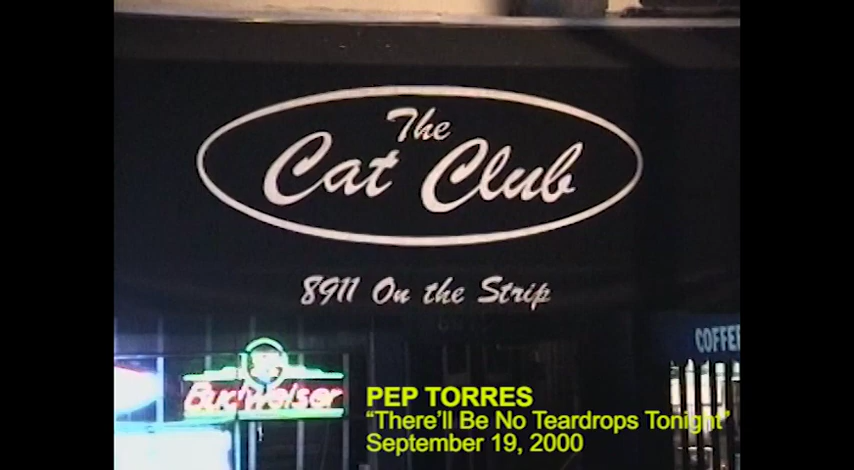 The
Cat Club
8911 On the Strip
COFFEE
Budweiser
PEP TORRES
“There’ll Be No Teardrops Tonight”
September 19, 2000